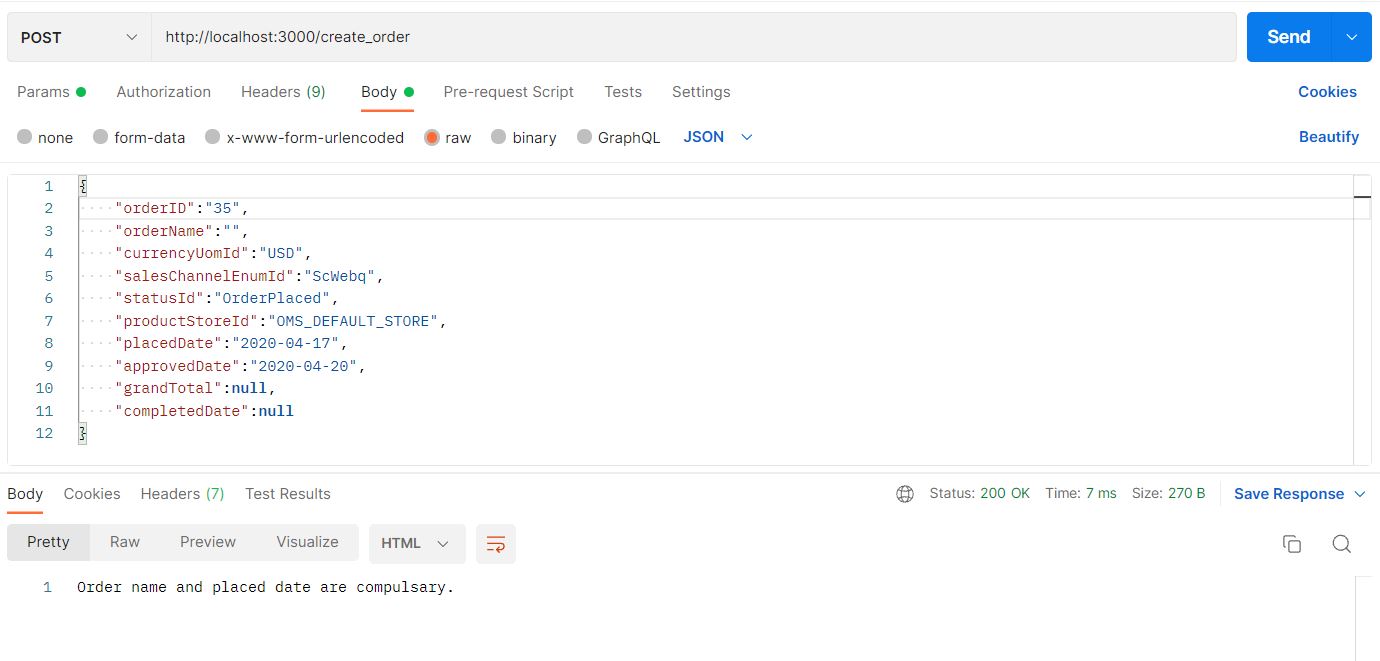 POST http://localhost:3000/create_order Send
Params Authorization Headers (9) Body Pre-request Script Tests Settings Cookies
none form-data x-www-form-urlencoded raw binary GraphQL JSON Beautify
1 {
2 "orderID":"35",
3 "orderName":"",
4 "currencyUomId":"USD",
5 "salesChannelEnumId":"ScWebq",
6 "statusId":"OrderPlaced",
7 "productStoreId":"OMS_DEFAULT_STORE",
8 "placedDate":"2020-04-17",
9 "approvedDate":"2020-04-20",
10 "grandTotal":null,
11 "completedDate":null
12 }
Body Cookies Headers (7) Test Results Status: 200 OK Time: 7 ms Size: 270 B Save Response
Pretty Raw Preview Visualize HTML
1 Order name and placed date are compulsary.